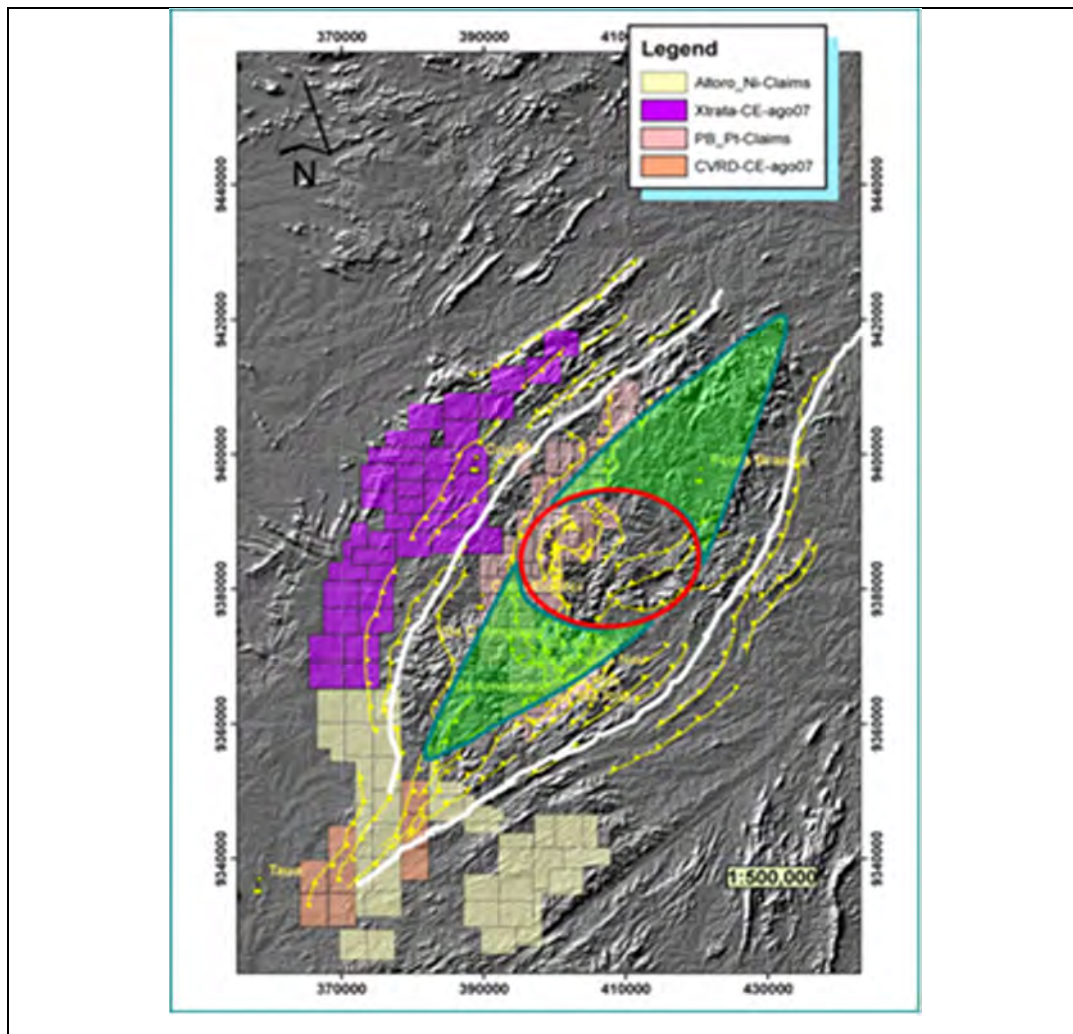 370000 390000 410
Legend
Altoro_Ni-Claims
Xtrata-CE-ago07
PB_Pt-Claims
CVRD-CE-ago07
N
9440000 9440000
9420000 9420000
9400000 9400000
9380000 9380000
9360000 9360000
9340000 9340000
1:500,000
370000 390000 410000 430000